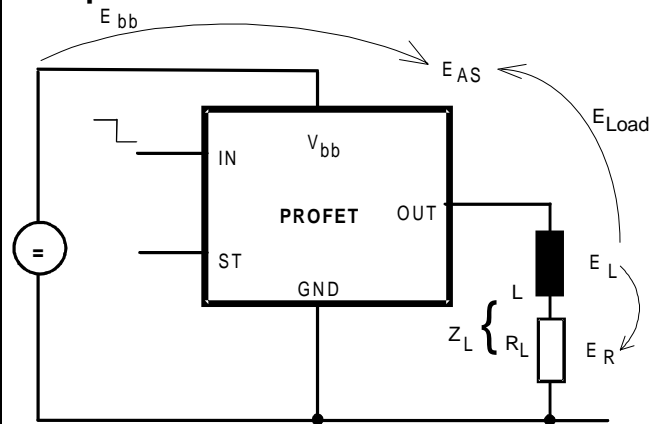 E bb
E AS
E Load
V bb
IN
PROFET
OUT
ST
GND
=
L
E L
Z L { R L
E R